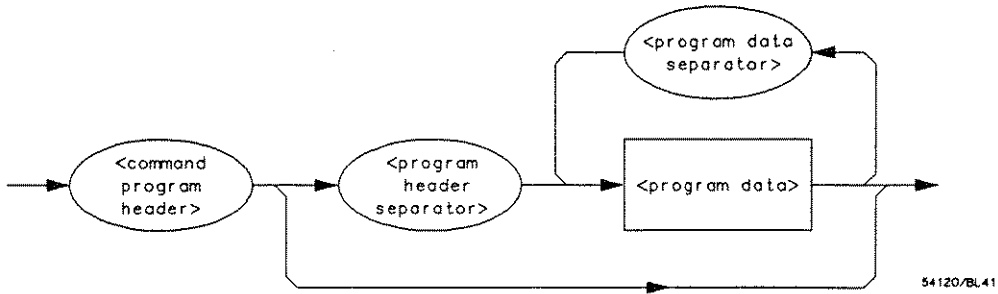 <program data
separator>
<command
program
header>
<program
header
separator>
<program data>
54120/BL41